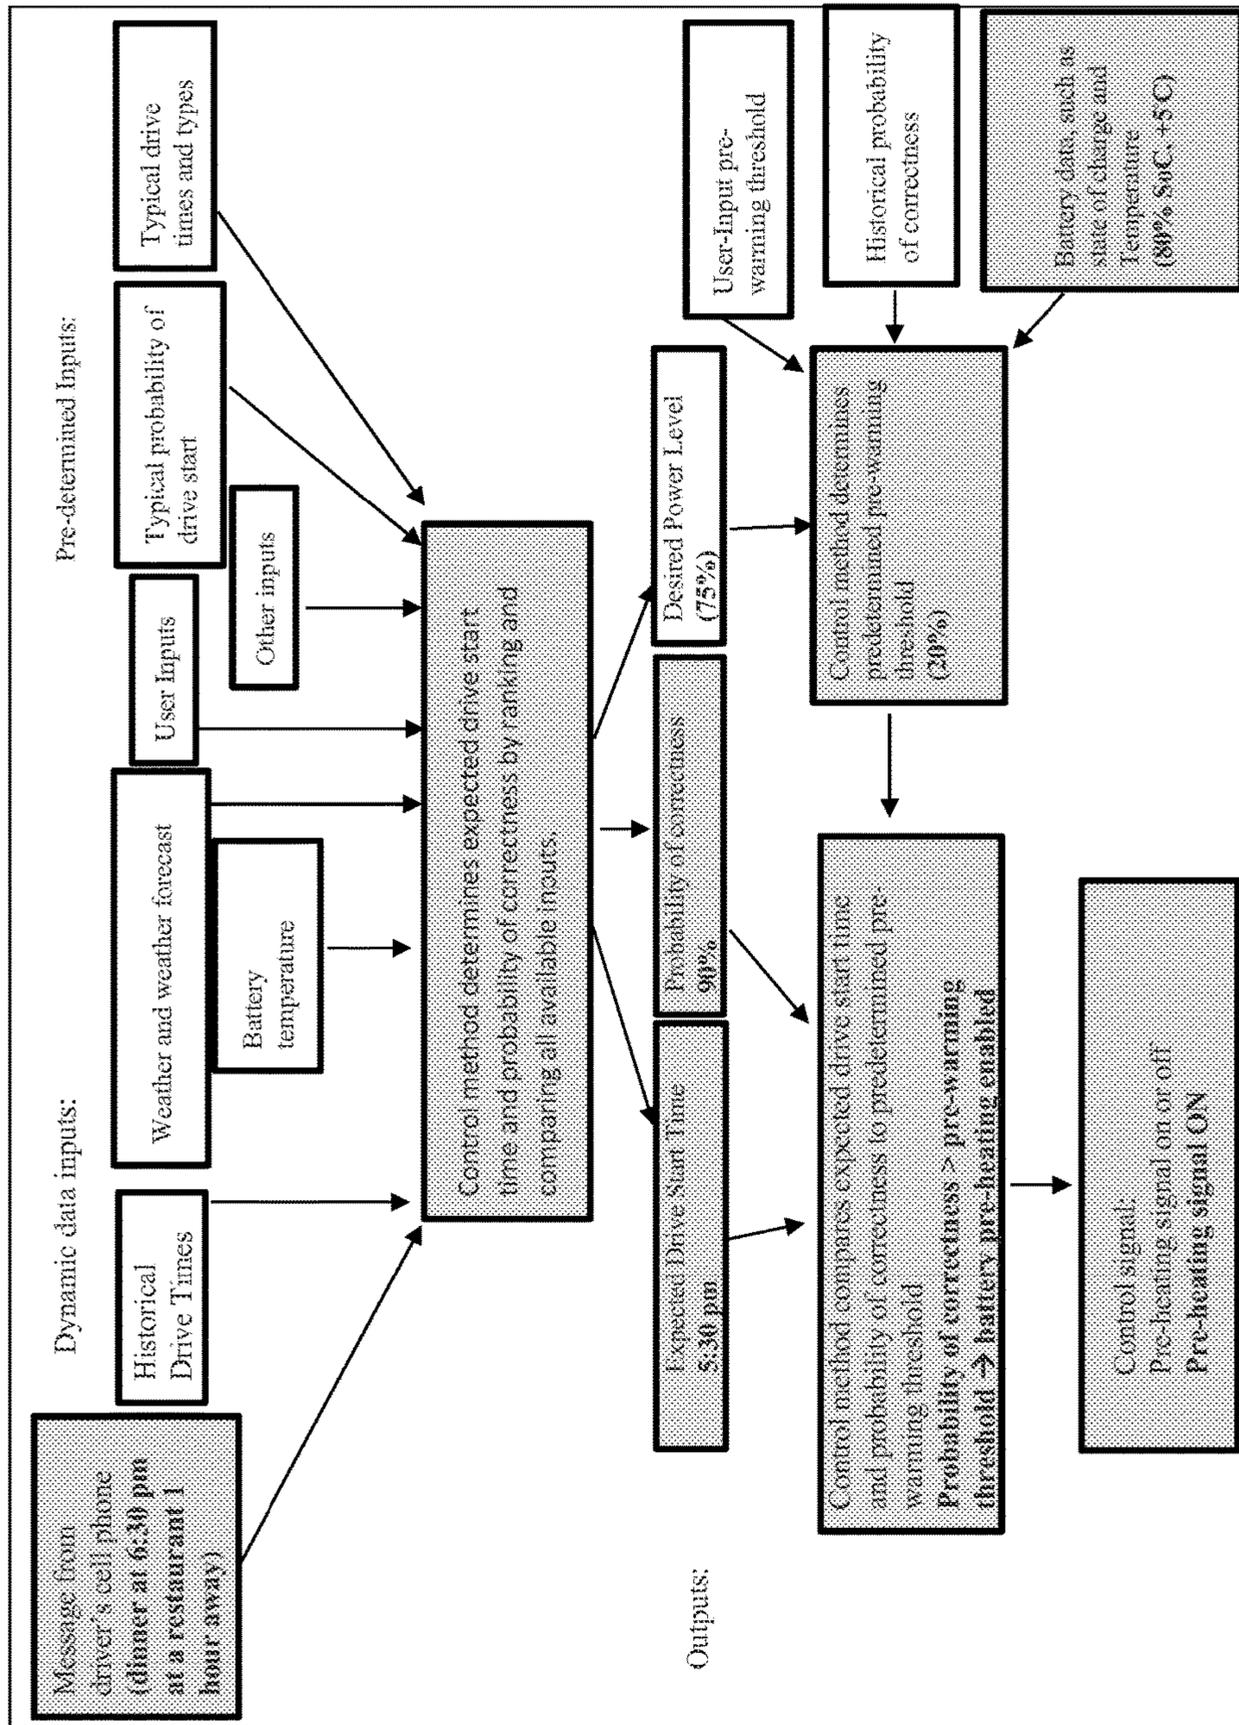 Dynamic data inputs:
Pre-determined Inputs:
Message from
driver's cell phone
(dinner at 6:30 pm
at a restaurant 1
hour away)
Historical
Drive Times
Weather and weather forecast
Battery
temperature
User Inputs
Other inputs
Typical probability of
drive start
Typical drive
times and types
Control method determines expected drive start
time and probability of correctness by ranking and
comparing all available inputs.
Outputs:
Expected Drive Start Time
5:30 pm
Probability of correctness
90%
Desired Power Level
(75%)
User-Input pre-
warming threshold
Historical probability
of correctness
Battery data, such as
state of charge and
Temperature
(80% SoC, +5C)
Control method determines
predetermined pre-warming
threshold
(20%)
Control method compares expected drive start time
and probability of correctness to predetermined pre-
warming threshold
Probability of correctness > pre-warming
threshold → battery pre-heating enabled
Control signal:
Pre-heating signal on or off
Pre-heating signal ON